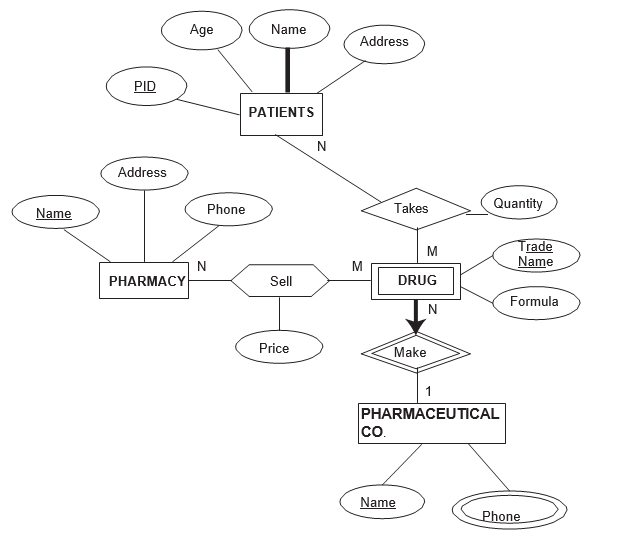 Age
Name
Address
PID
PATIENTS
N
Address
Name
Phone
Takes
Quantity
M
PHARMACY
N
Sell
M
DRUG
Trade
Name
Formula
N
Price
Make
1
PHARMACEUTICAL
CO.
Name
Phone